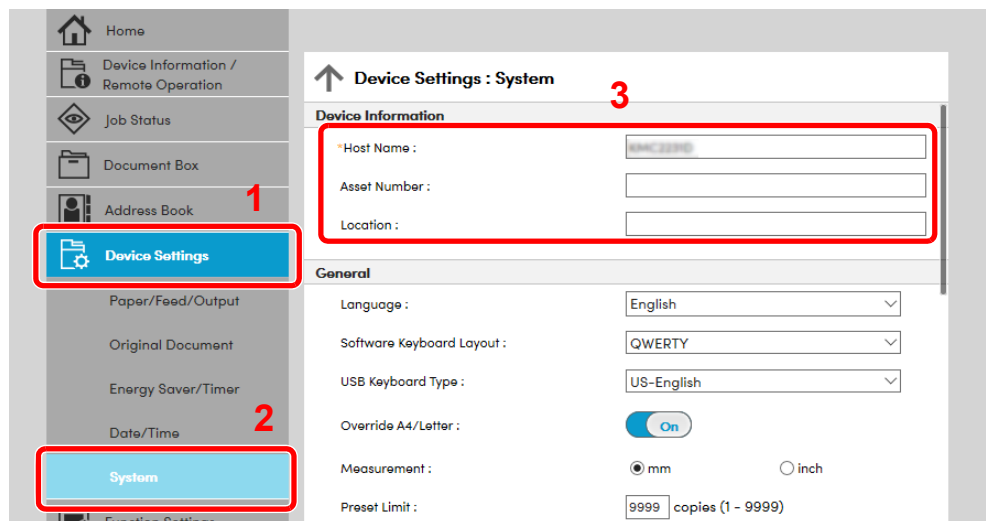 Home
Device Information /
Remote Operation
Job Status
Document Box
1
Address Book
Device Settings
Paper/Feed/Output
Original Document
Energy Saver/Timer
2
Date/Time
System
Function Settings
Device Settings : System
3
Device Information
*Host Name :
Asset Number :
Location :
General
Language : English
Software Keyboard Layout : QWERTY
USB Keyboard Type : US-English
Override A4/Letter : On
Measurement : mm inch
Preset Limit : 9999 copies (1 - 9999)